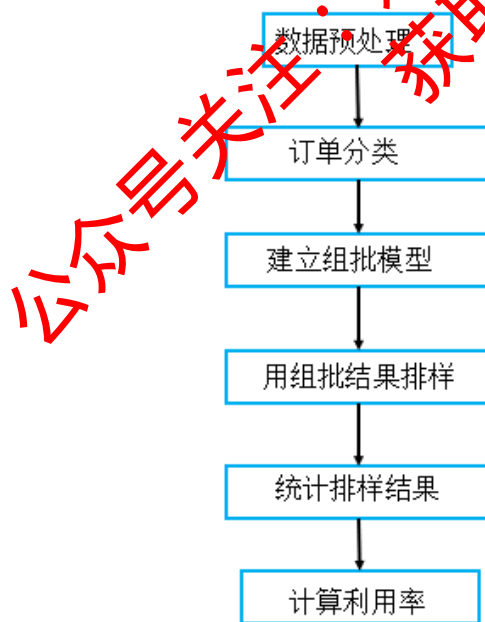 数据预处理
订单分类
建立组批模型
用组批结果排样
统计排样结果
计算利用率
公众号关注：
获取